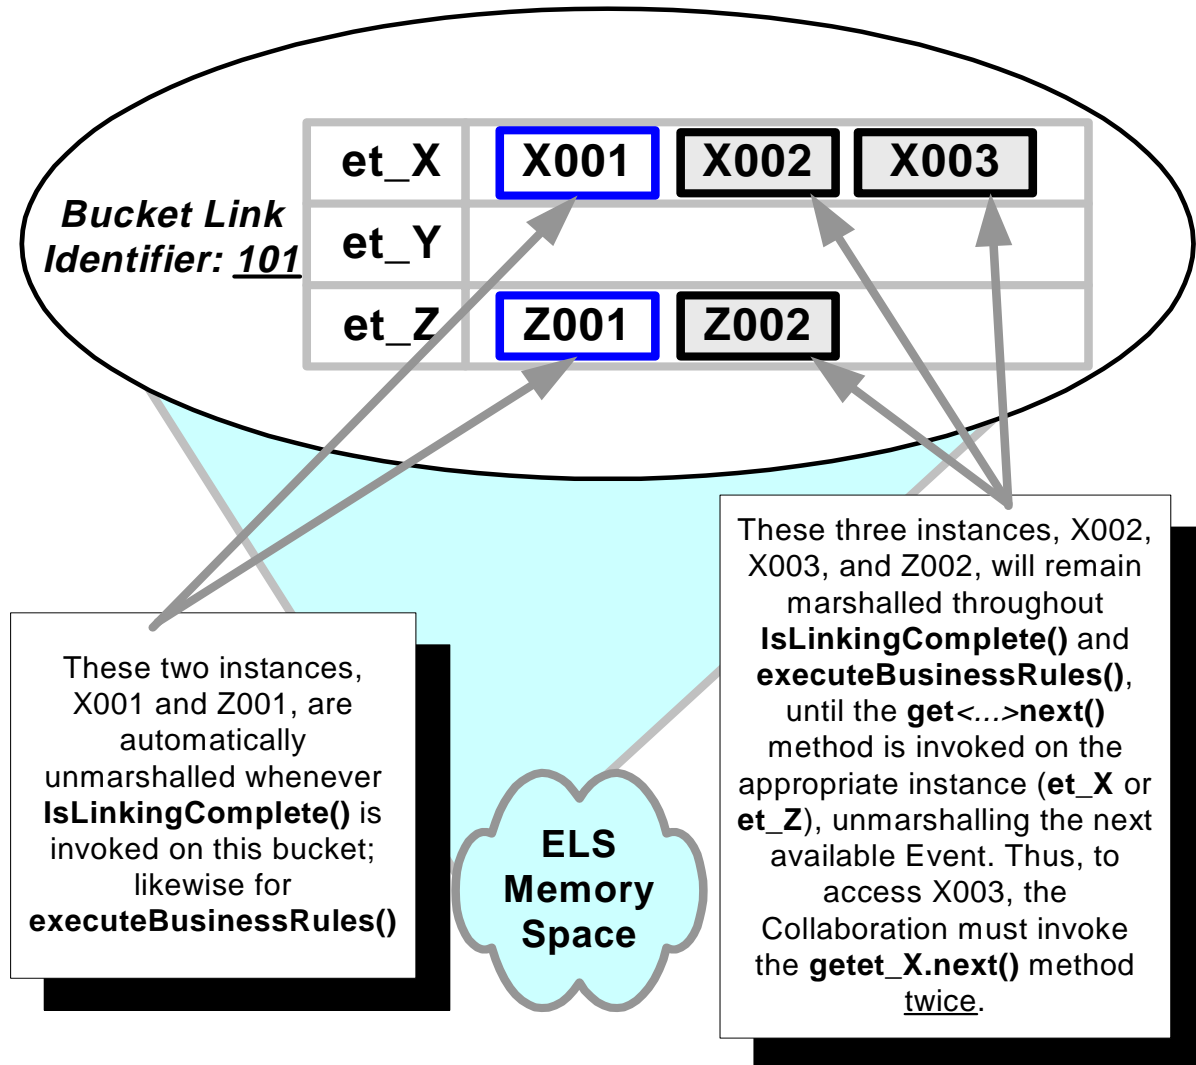 et_X X001 X002 X003
Bucket Link
Identifier: 101
et_Y
et_Z Z001 Z002
These two instances,
X001 and Z001, are
automatically
unmarshalled whenever
IsLinkingComplete() is
invoked on this bucket;
likewise for
executeBusinessRules()
ELS
Memory
Space
These three instances, X002,
X003, and Z002, will remain
marshalled throughout
IsLinkingComplete() and
executeBusinessRules(),
until the get<...>next()
method is invoked on the
appropriate instance (et_X or
et_Z), unmarshalling the next
available Event. Thus, to
access X003, the
Collaboration must invoke
the getet_X.next() method
twice.